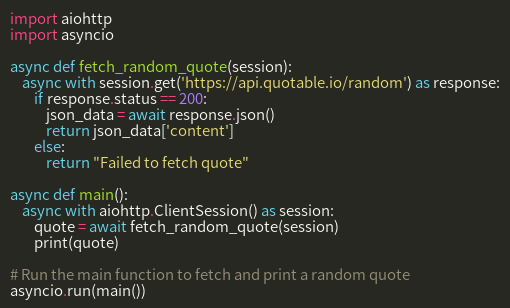 import aiohttp
import asyncio

async def fetch_random_quote(session):
    async with session.get('https://api.quotable.io/random') as response:
        if response.status == 200:
            json_data = await response.json()
            return json_data['content']
        else:
            return "Failed to fetch quote"

async def main():
    async with aiohttp.ClientSession() as session:
        quote = await fetch_random_quote(session)
        print(quote)

# Run the main function to fetch and print a random quote
asyncio.run(main())